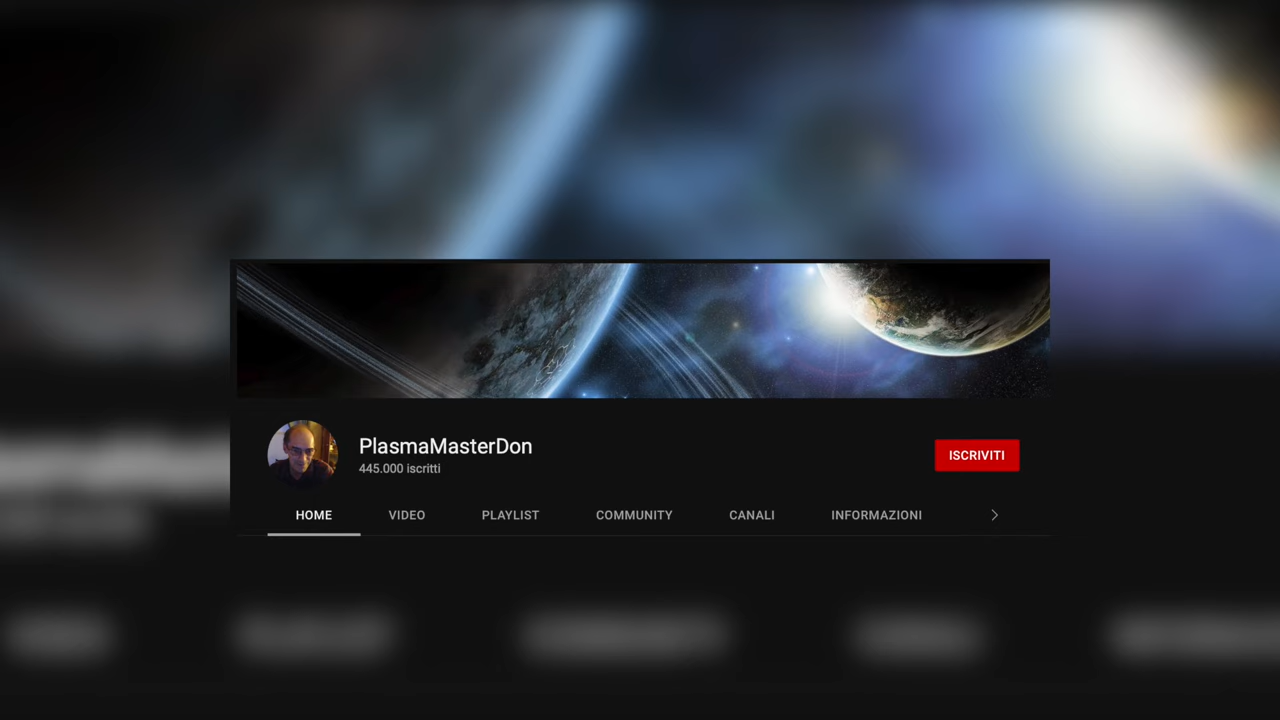 PlasmaMasterDon
445.000 iscritti
ISCRIVITI
HOME VIDEO PLAYLIST COMMUNITY CANALI INFORMAZIONI